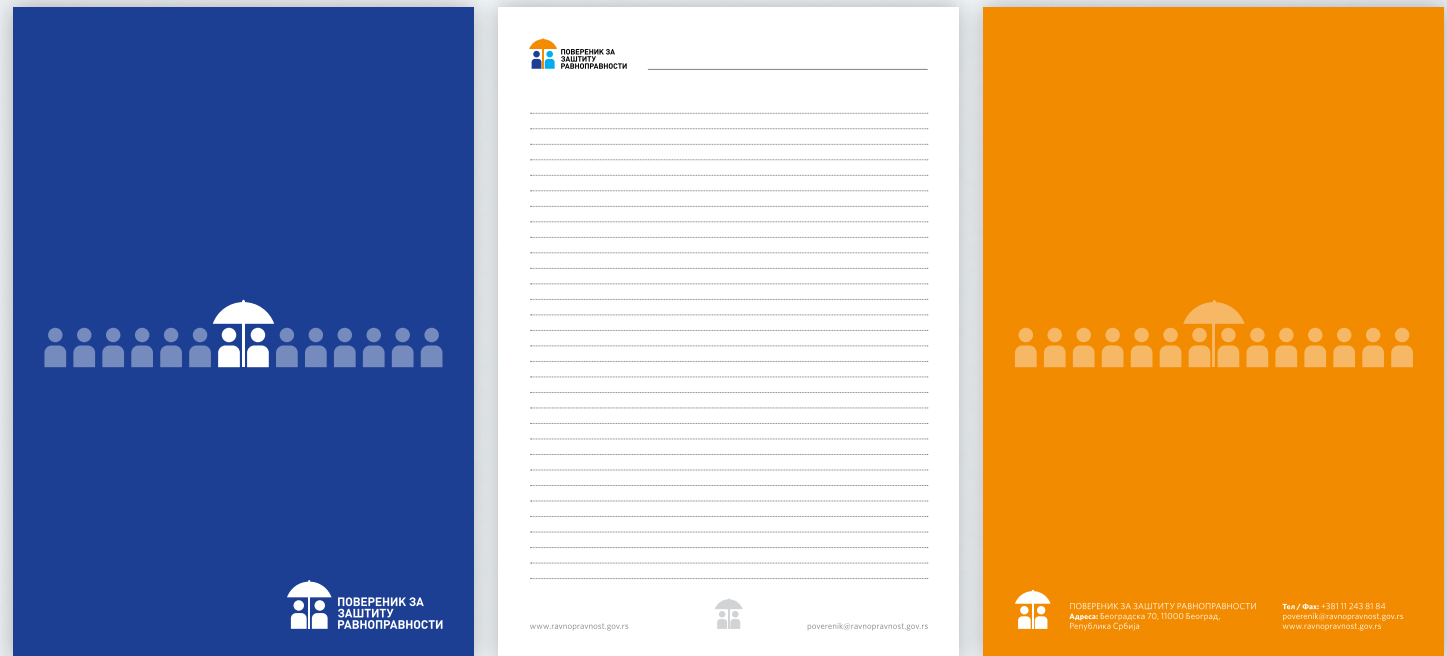 ПОВЕРЕНИК ЗА
ЗАШТИТУ
РАВНОПРАВНОСТИ
ПОВЕРЕНИК ЗА
ЗАШТИТУ
РАВНОПРАВНОСТИ
www.ravnopravnost.gov.rs
poverenik@ravnopravnost.gov.rs
ПОВЕРЕНИК ЗА ЗАШТИТУ РАВНОПРАВНОСТИ
Адреса: Београдска 70, 11000 Београд,
Република Србија
Тел / Фах: +381 11 243 81 84
poverenik@ravnopravnost.gov.rs
www.ravnopravnost.gov.rs